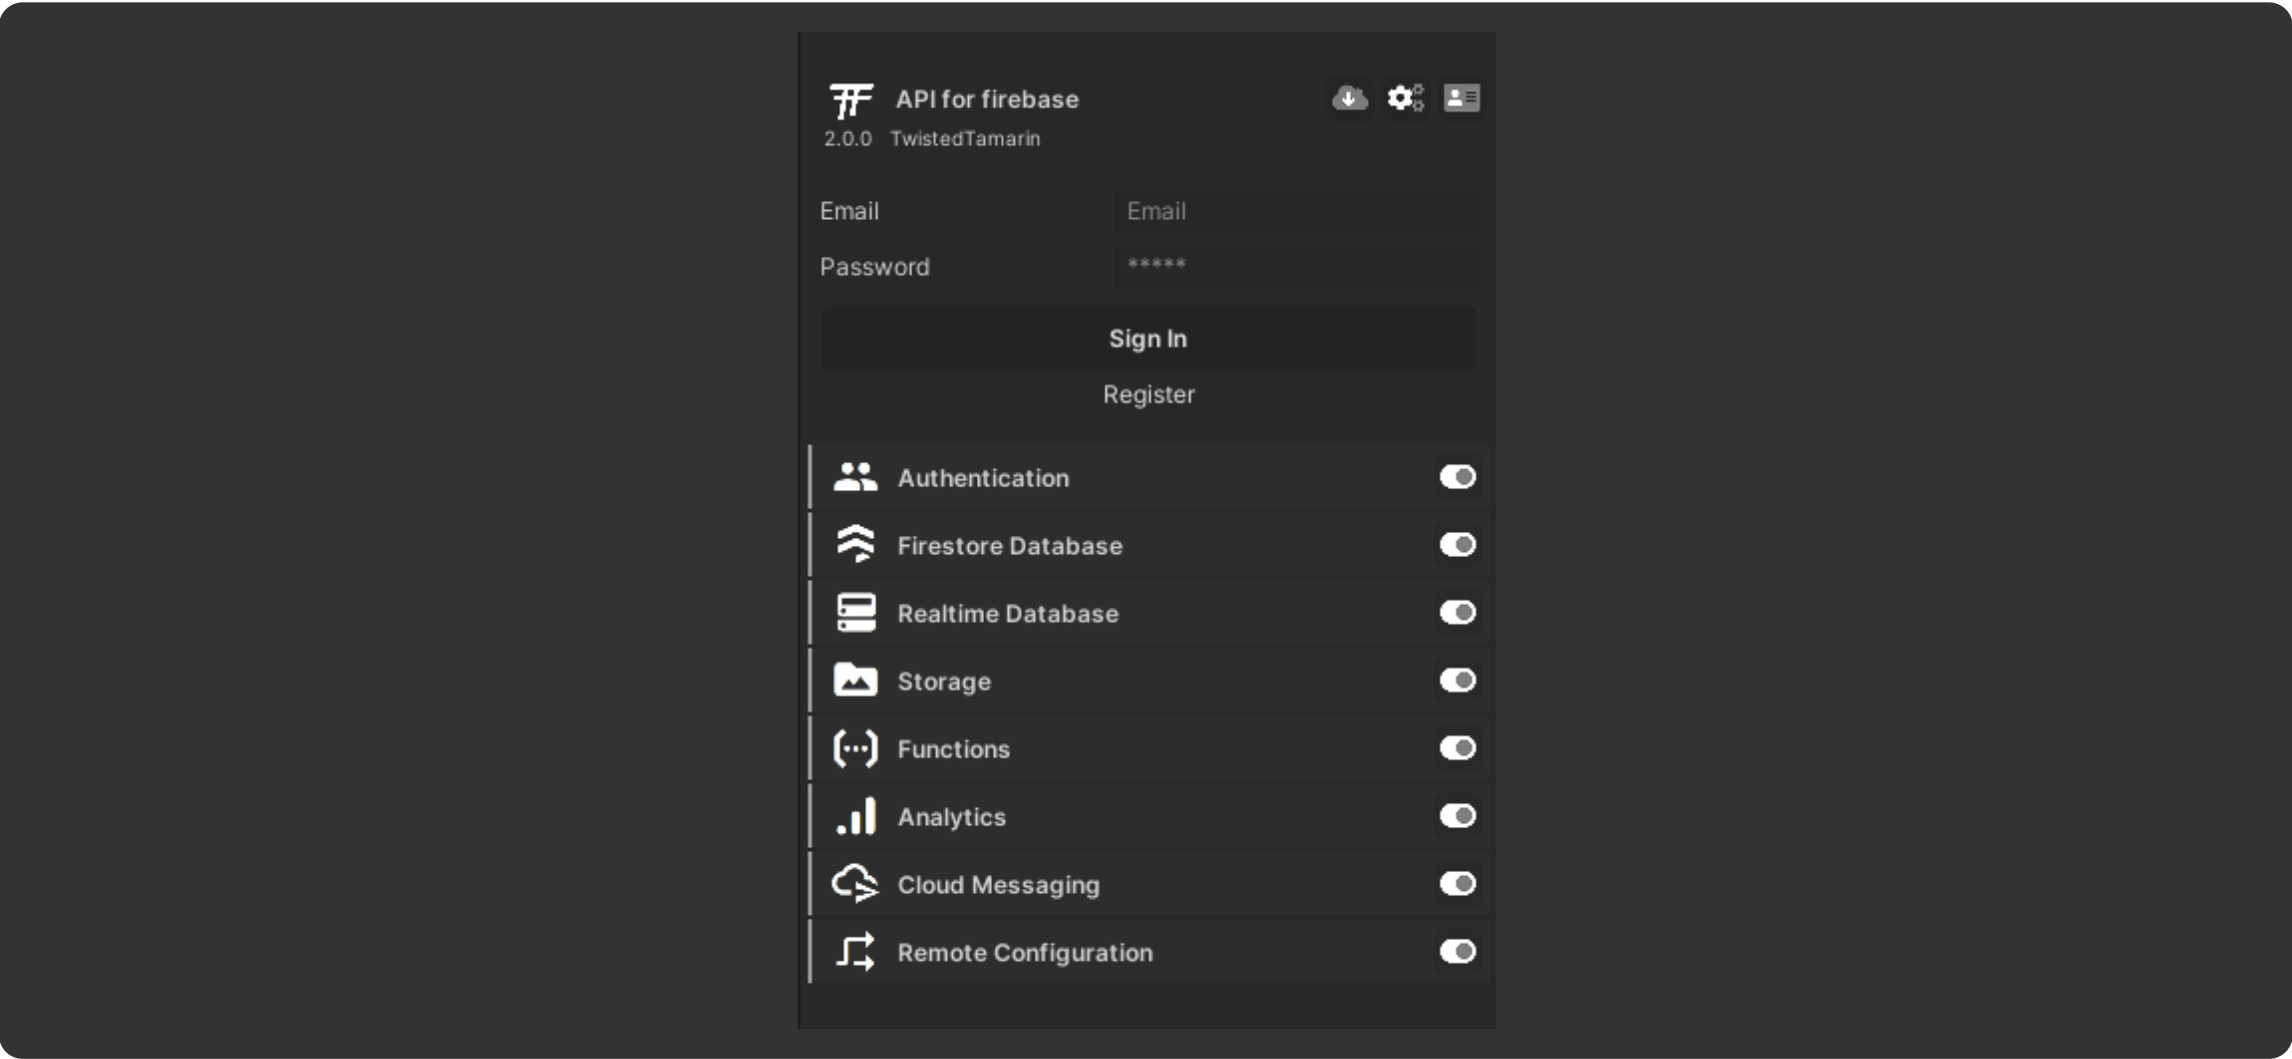 API for firebase
2.0.0 TwistedTamarin
Email Email
Password *****
Sign In
Register
Authentication
Firestore Database
Realtime Database
Storage
Functions
Analytics
Cloud Messaging
Remote Configuration